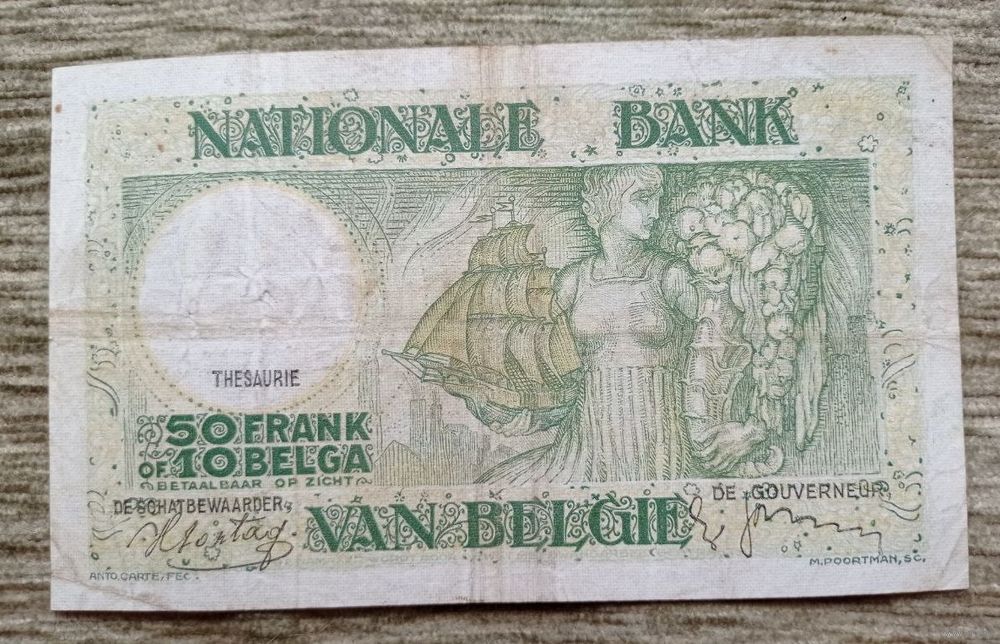 NATIONALE BANK
THESAURIE
50 FRANK
OF 10 BELGA
BETAALBAAR OP ZICHT
DE SCHATBEWAARDER,
DE GOUVERNEUR,
VAN BELGIË
ANTO.CARTE, FEC.
M.POORTMAN, SC.